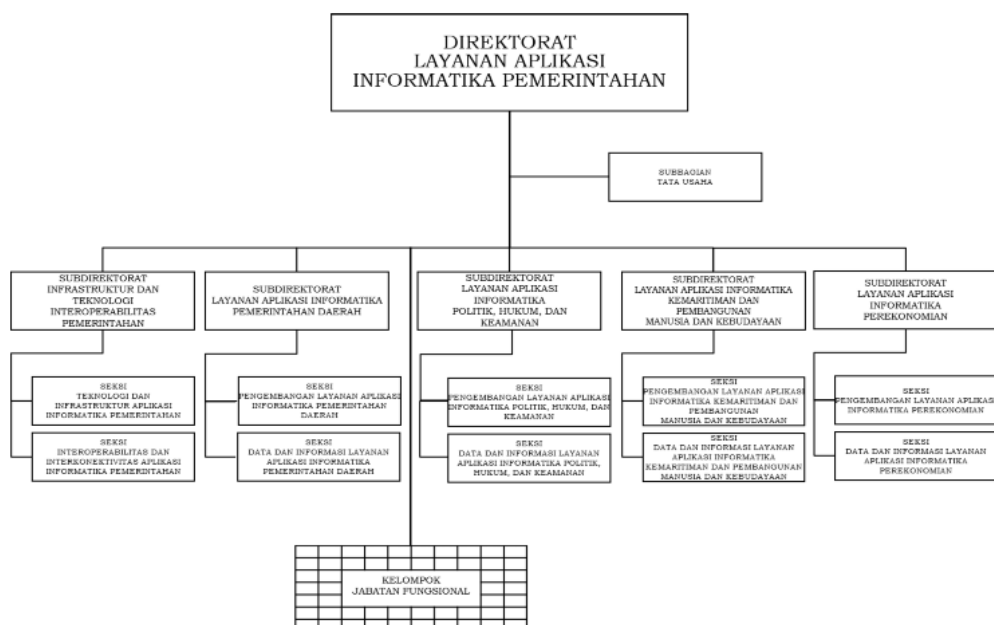 DIREKTORAT
LAYANAN APLIKASI
INFORMATIKA PEMERINTAHAN
SUBBAGIAN
TATA USAHA
SUBDIREKTORAT
INFRASTRUKTUR DAN
TEKNOLOGI
INTEROPERABILITAS
PEMERINTAHAN
SUBDIREKTORAT
LAYANAN APLIKASI INFORMATIKA
PEMERINTAHAN DAERAH
SUBDIREKTORAT
LAYANAN APLIKASI
INFORMATIKA
POLITIK, HUKUM, DAN
KEAMANAN
SUBDIREKTORAT
LAYANAN APLIKASI INFORMATIKA
KEMARITIMAN DAN
PEMBANGUNAN
MANUSIA DAN KEBUDAYAAN
SUBDIREKTORAT
LAYANAN APLIKASI
INFORMATIKA
PEREKONOMIAN
SEKSI
TEKNOLOGI DAN
INFRASTRUKTUR APLIKASI
INFORMATIKA PEMERINTAHAN
SEKSI
PENGEMBANGAN LAYANAN APLIKASI
INFORMATIKA PEMERINTAHAN
DAERAH
SEKSI
PENGEMBANGAN LAYANAN APLIKASI
INFORMATIKA POLITIK, HUKUM, DAN
KEAMANAN
SEKSI
PENGEMBANGAN LAYANAN APLIKASI
INFORMATIKA KEMARITIMAN DAN
PEMBANGUNAN
MANUSIA DAN KEBUDAYAAN
SEKSI
PENGEMBANGAN LAYANAN APLIKASI
INFORMATIKA PEREKONOMIAN
SEKSI
INTEROPERABILITAS DAN
INTERKONEKTIVITAS APLIKASI
INFORMATIKA PEMERINTAHAN
SEKSI
DATA DAN INFORMASI LAYANAN
APLIKASI INFORMATIKA
PEMERINTAHAN DAERAH
SEKSI
DATA DAN INFORMASI LAYANAN
APLIKASI INFORMATIKA POLITIK,
HUKUM, DAN KEAMANAN
SEKSI
DATA DAN INFORMASI LAYANAN
APLIKASI INFORMATIKA
KEMARITIMAN DAN PEMBANGUNAN
MANUSIA DAN KEBUDAYAAN
SEKSI
DATA DAN INFORMASI LAYANAN
APLIKASI INFORMATIKA
PEREKONOMIAN
KELOMPOK
JABATAN FUNGSIONAL